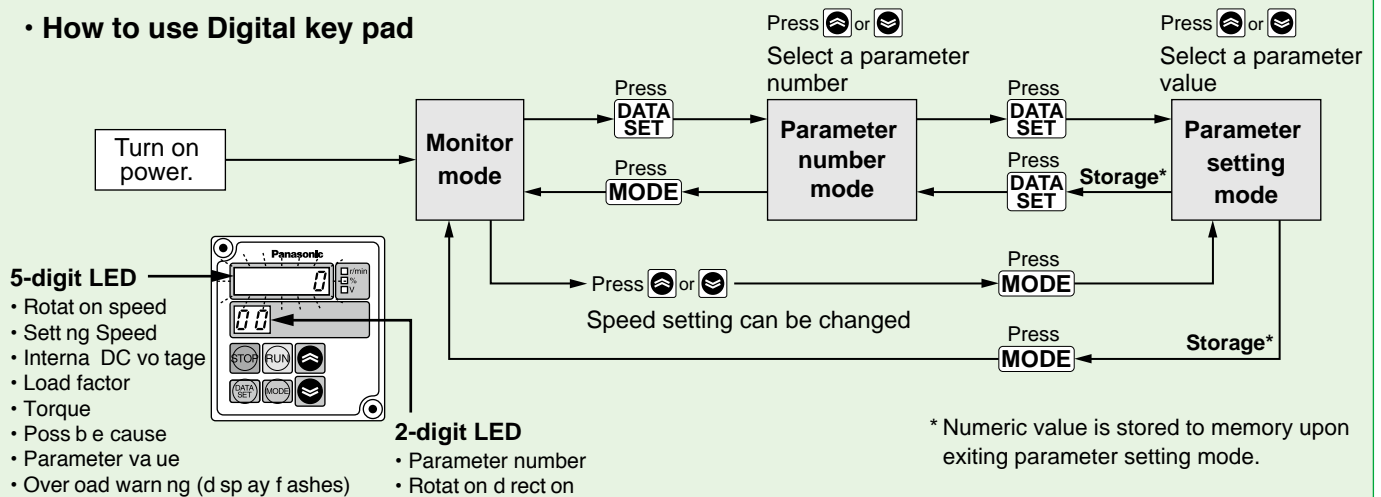 ・How to use Digital key pad
Press or
Select a parameter
number
Press or
Select a parameter
value
Turn on
power.
Monitor
mode
Press
DATA
SET
Press
MODE
Parameter
number
mode
Press
DATA
SET
Press
DATA
SET
Storage*
Parameter
setting
mode
Press or
Speed setting can be changed
Press
MODE
Press
MODE
Storage*
Panasonic
0
r/min
%
V
00
STOP RUN
DATA
SET
MODE
5-digit LED
・Rotat on speed
・Sett ng Speed
・Interna DC vo tage
・Load factor
・Torque
・Poss b e cause
・Parameter va ue
・Over oad warn ng (d sp ay f ashes)
2-digit LED
・Parameter number
・Rotat on d rect on
* Numeric value is stored to memory upon
exiting parameter setting mode.